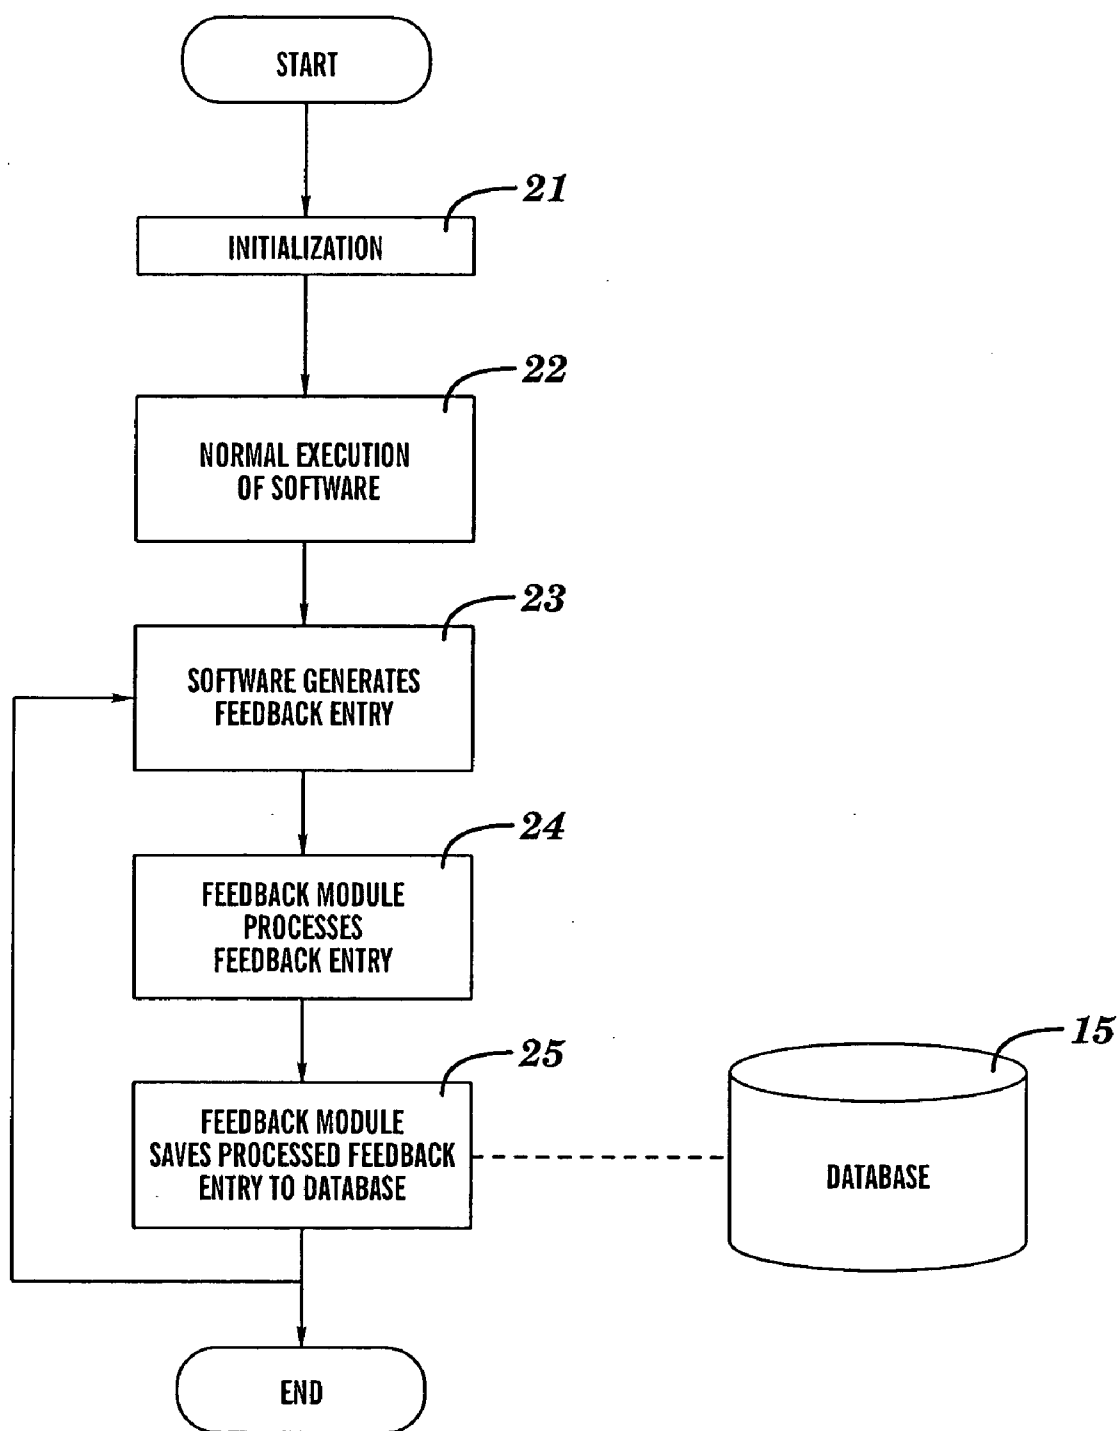 START
21
INITIALIZATION
22
NORMAL EXECUTION
OF SOFTWARE
23
SOFTWARE GENERATES
FEEDBACK ENTRY
24
FEEDBACK MODULE
PROCESSES
FEEDBACK ENTRY
25
FEEDBACK MODULE
SAVES PROCESSED FEEDBACK
ENTRY TO DATABASE
15
DATABASE
END